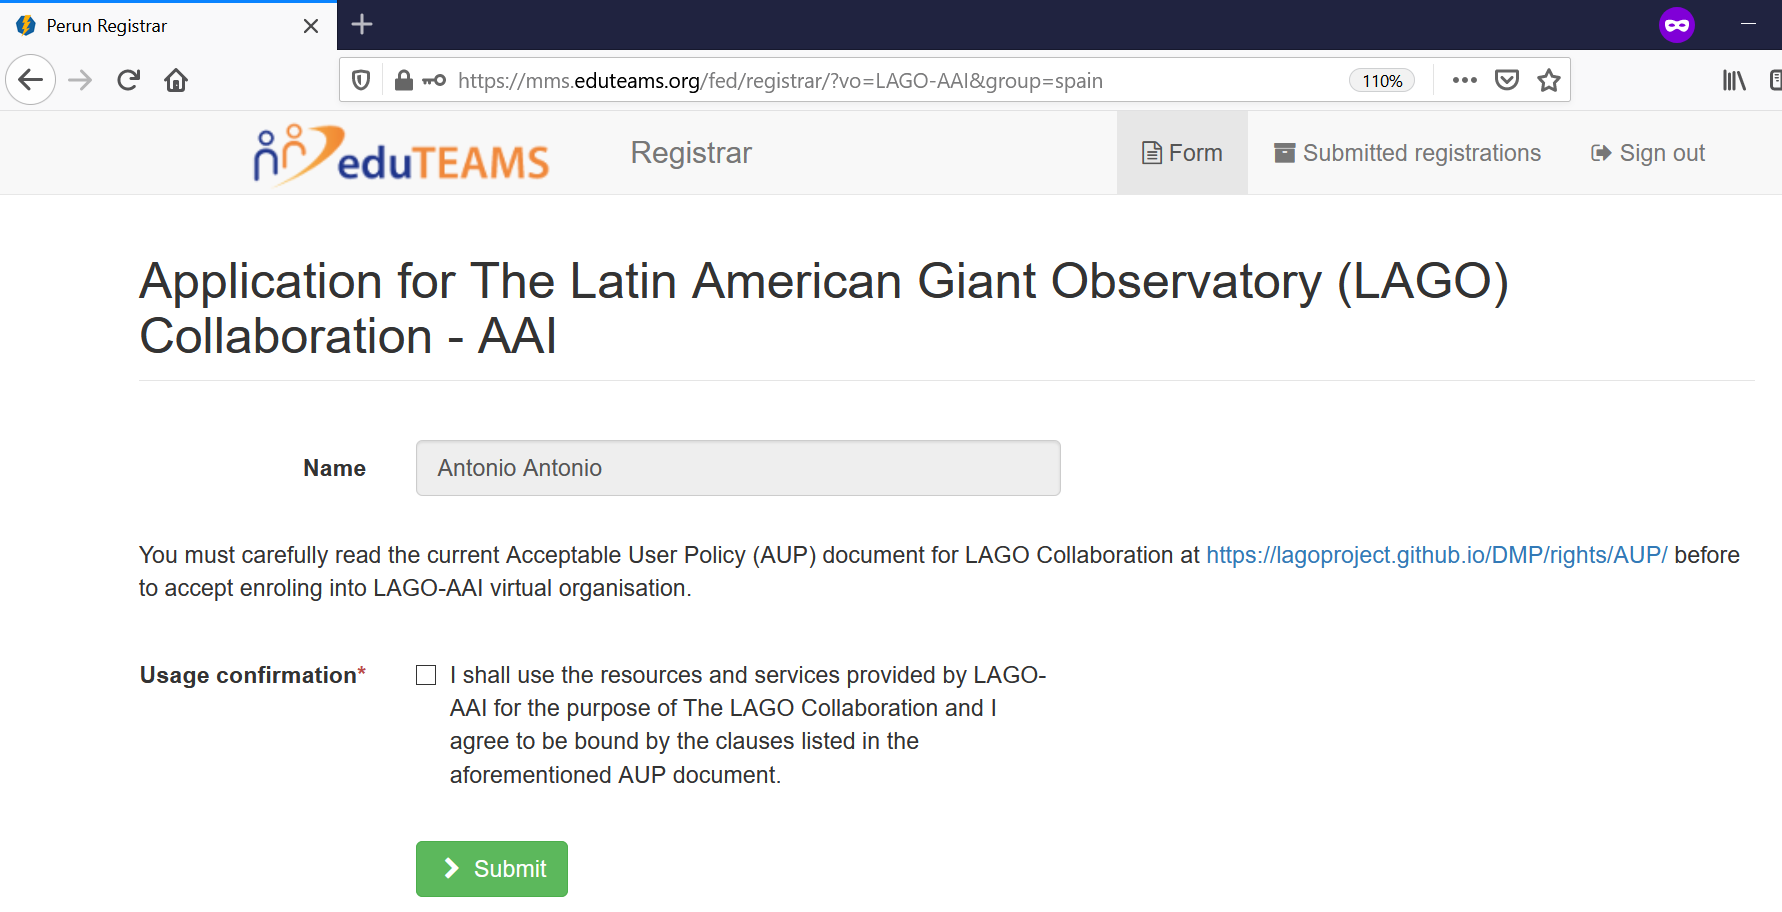 Perun Registrar
https://mms.eduteams.org/fed/registrar/?vo=LAGO-AAI&group=spain
110%
eduTEAMS
Registrar
Form
Submitted registrations
Sign out
Application for The Latin American Giant Observatory (LAGO)
Collaboration - AAI
Name
Antonio Antonio
You must carefully read the current Acceptable User Policy (AUP) document for LAGO Collaboration at https://lagoproject.github.io/DMP/rights/AUP/ before
to accept enroling into LAGO-AAI virtual organisation.
Usage confirmation*
I shall use the resources and services provided by LAGO-
AAI for the purpose of The LAGO Collaboration and I
agree to be bound by the clauses listed in the
aforementioned AUP document.
Submit